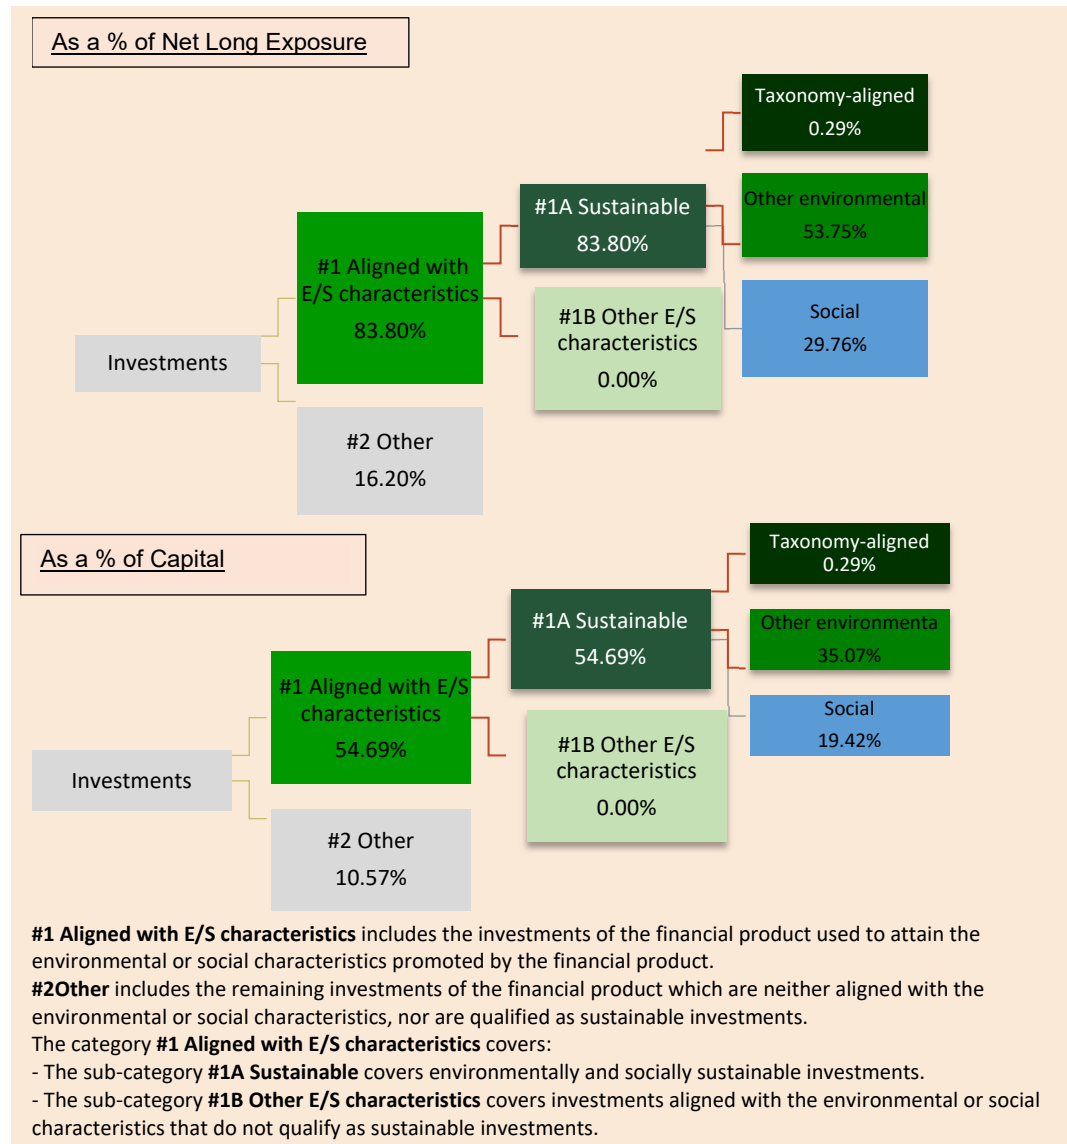 As a % of Net Long Exposure
Taxonomy-aligned
0.29%
#1A Sustainable
83.80%
Other environmental
53.75%
#1 Aligned with
E/S characteristics
83.80%
#1B Other E/S
characteristics
0.00%
Social
29.76%
Investments
#2 Other
16.20%
As a % of Capital
Taxonomy-aligned
0.29%
#1A Sustainable
54.69%
Other environmenta
35.07%
#1 Aligned with E/S
characteristics
54.69%
Social
19.42%
#1B Other E/S
characteristics
0.00%
Investments
#2 Other
10.57%
#1 Aligned with E/S characteristics includes the investments of the financial product used to attain the
environmental or social characteristics promoted by the financial product.
#2Other includes the remaining investments of the financial product which are neither aligned with the
environmental or social characteristics, nor are qualified as sustainable investments.
The category #1 Aligned with E/S characteristics covers:
- The sub-category #1A Sustainable covers environmentally and socially sustainable investments.
- The sub-category #1B Other E/S characteristics covers investments aligned with the environmental or social
characteristics that do not qualify as sustainable investments.